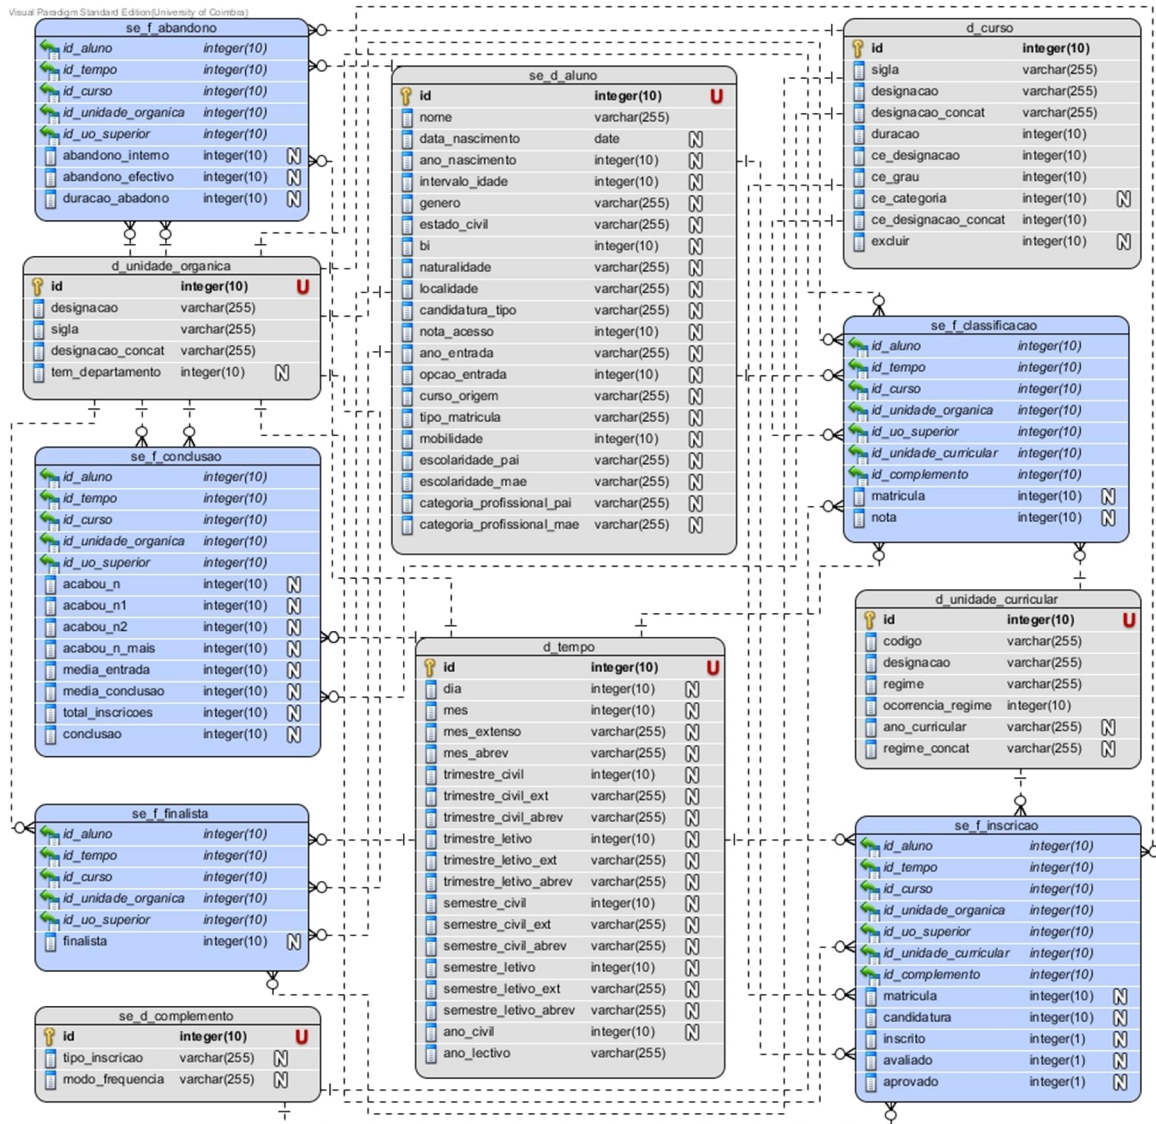 Visual Paradigm Standard Edition(University of Coimbra)
se_f_abandono
id_aluno integer(10)
id_tempo integer(10)
id_curso integer(10)
id_unidade_organica integer(10)
id_uo_superior integer(10)
abandono_interno integer(10) N
abandono_efectivo integer(10) N
duracao_abadono integer(10) N
d_unidade_organica
id integer(10) U
designacao varchar(255)
sigla varchar(255)
designacao_concat varchar(255)
tem_departamento integer(10) N
se_f_conclusao
id_aluno integer(10)
id_tempo integer(10)
id_curso integer(10)
id_unidade_organica integer(10)
id_uo_superior integer(10)
acabou_n integer(10) N
acabou_n1 integer(10) N
acabou_n2 integer(10) N
acabou_n_mais integer(10) N
media_entrada integer(10) N
media_conclusao integer(10) N
total_inscricoes integer(10) N
conclusao integer(10) N
se_f_finalista
id_aluno integer(10)
id_tempo integer(10)
id_curso integer(10)
id_unidade_organica integer(10)
id_uo_superior integer(10)
finalista integer(10) N
se_d_complemento
id integer(10) U
tipo_inscricao varchar(255) N
modo_frequencia varchar(255) N
se_d_aluno
id integer(10) U
nome varchar(255)
data_nascimento date N
ano_nascimento integer(10) N
intervalo_idade integer(10) N
genero varchar(255) N
estado_civil varchar(255) N
bi integer(10) N
naturalidade varchar(255) N
localidade varchar(255) N
candidatura_tipo varchar(255) N
nota_acesso integer(10) N
ano_entrada varchar(255) N
opcao_entrada integer(10) N
curso_origem varchar(255) N
tipo_matricula varchar(255) N
mobilidade integer(10) N
escolaridade_pai varchar(255) N
escolaridade_mae varchar(255) N
categoria_profissional_pai varchar(255) N
categoria_profissional_mae varchar(255) N
d_tempo
id integer(10) U
dia integer(10) N
mes integer(10) N
mes_extenso varchar(255) N
mes_abrev varchar(255) N
trimestre_civil integer(10) N
trimestre_civil_ext varchar(255) N
trimestre_civil_abrev varchar(255) N
trimestre_letivo integer(10) N
trimestre_letivo_ext varchar(255) N
trimestre_letivo_abrev varchar(255) N
semestre_civil integer(10) N
semestre_civil_ext varchar(255) N
semestre_civil_abrev varchar(255) N
semestre_letivo integer(10) N
semestre_letivo_ext varchar(255) N
semestre_letivo_abrev varchar(255) N
ano_civil integer(10) N
ano_lectivo varchar(255)
d_curso
id integer(10)
sigla varchar(255)
designacao varchar(255)
designacao_concat varchar(255)
duracao integer(10)
ce_designacao integer(10)
ce_grau integer(10)
ce_categoria integer(10) N
ce_designacao_concat integer(10)
excluir integer(10) N
se_f_classificacao
id_aluno integer(10)
id_tempo integer(10)
id_curso integer(10)
id_unidade_organica integer(10)
id_uo_superior integer(10)
id_unidade_curricular integer(10)
id_complemento integer(10)
matricula integer(10) N
nota integer(10) N
d_unidade_curricular
id integer(10) U
codigo varchar(255)
designacao varchar(255)
regime varchar(255)
ocorrencia_regime integer(10)
ano_curricular varchar(255) N
regime_concat varchar(255) N
se_f_inscricao
id_aluno integer(10)
id_tempo integer(10)
id_curso integer(10)
id_unidade_organica integer(10)
id_uo_superior integer(10)
id_unidade_curricular integer(10)
id_complemento integer(10)
matricula integer(10) N
candidatura integer(10) N
inscrito integer(1) N
avaliado integer(1) N
aprovado integer(1) N